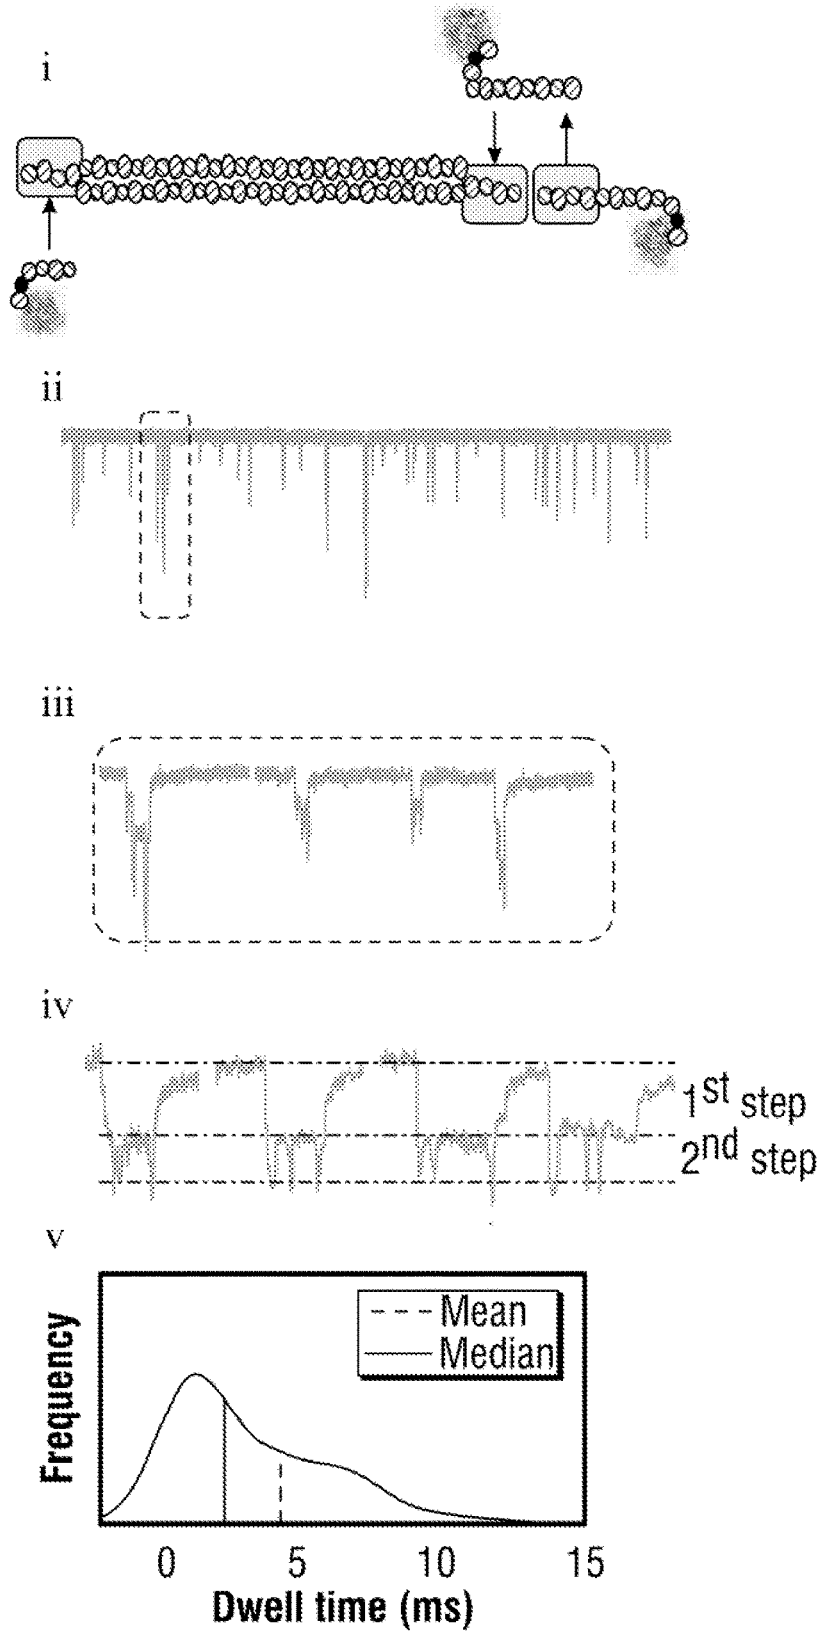 i
ii
iii
iv
1st step
2nd step
v
Mean
Median
Frequency
0 5 10 15
Dwell time (ms)